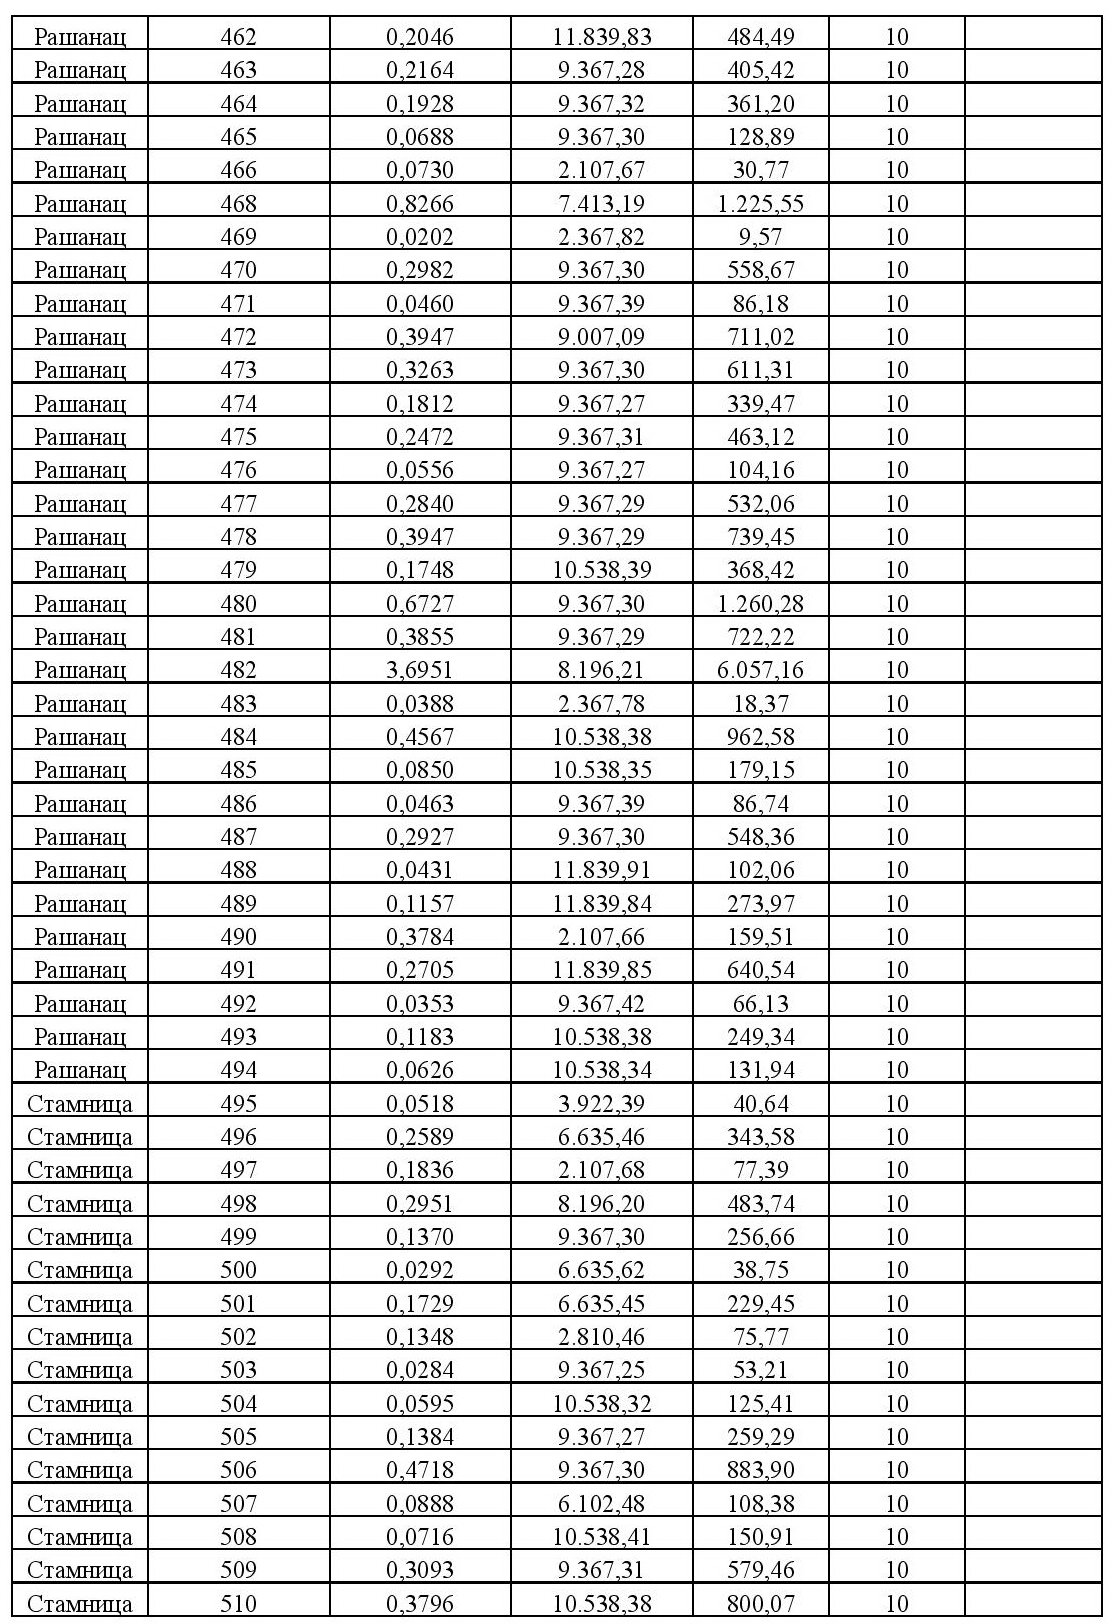 Рашанац 462 0,2046 11.839,83 484,49 10
Рашанац 463 0,2164 9.367,28 405,42 10
Рашанац 464 0,1928 9.367,32 361,20 10
Рашанац 465 0,0688 9.367,30 128,89 10
Рашанац 466 0,0730 2.107,67 30,77 10
Рашанац 468 0,8266 7.413,19 1.225,55 10
Рашанац 469 0,0202 2.367,82 9,57 10
Рашанац 470 0,2982 9.367,30 558,67 10
Рашанац 471 0,0460 9.367,39 86,18 10
Рашанац 472 0,3947 9.007,09 711,02 10
Рашанац 473 0,3263 9.367,30 611,31 10
Рашанац 474 0,1812 9.367,27 339,47 10
Рашанац 475 0,2472 9.367,31 463,12 10
Рашанац 476 0,0556 9.367,27 104,16 10
Рашанац 477 0,2840 9.367,29 532,06 10
Рашанац 478 0,3947 9.367,29 739,45 10
Рашанац 479 0,1748 10.538,39 368,42 10
Рашанац 480 0,6727 9.367,30 1.260,28 10
Рашанац 481 0,3855 9.367,29 722,22 10
Рашанац 482 3,6951 8.196,21 6.057,16 10
Рашанац 483 0,0388 2.367,78 18,37 10
Рашанац 484 0,4567 10.538,38 962,58 10
Рашанац 485 0,0850 10.538,35 179,15 10
Рашанац 486 0,0463 9.367,39 86,74 10
Рашанац 487 0,2927 9.367,30 548,36 10
Рашанац 488 0,0431 11.839,91 102,06 10
Рашанац 489 0,1157 11.839,84 273,97 10
Рашанац 490 0,3784 2.107,66 159,51 10
Рашанац 491 0,2705 11.839,85 640,54 10
Рашанац 492 0,0353 9.367,42 66,13 10
Рашанац 493 0,1183 10.538,38 249,34 10
Рашанац 494 0,0626 10.538,34 131,94 10
Стамница 495 0,0518 3.922,39 40,64 10
Стамница 496 0,2589 6.635,46 343,58 10
Стамница 497 0,1836 2.107,68 77,39 10
Стамница 498 0,2951 8.196,20 483,74 10
Стамница 499 0,1370 9.367,30 256,66 10
Стамница 500 0,0292 6.635,62 38,75 10
Стамница 501 0,1729 6.635,45 229,45 10
Стамница 502 0,1348 2.810,46 75,77 10
Стамница 503 0,0284 9.367,25 53,21 10
Стамница 504 0,0595 10.538,32 125,41 10
Стамница 505 0,1384 9.367,27 259,29 10
Стамница 506 0,4718 9.367,30 883,90 10
Стамница 507 0,0888 6.102,48 108,38 10
Стамница 508 0,0716 10.538,41 150,91 10
Стамница 509 0,3093 9.367,31 579,46 10
Стамница 510 0,3796 10.538,38 800,07 10